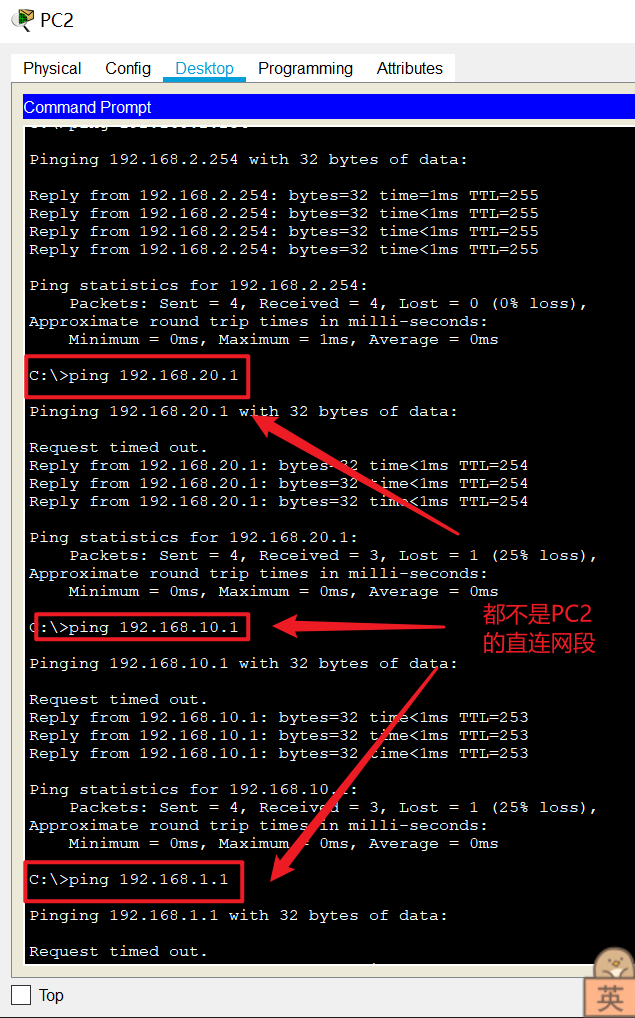 PC2
Physical Config Desktop Programming Attributes
Command Prompt
Pinging 192.168.2.254 with 32 bytes of data:
Reply from 192.168.2.254: bytes=32 time=1ms TTL=255
Reply from 192.168.2.254: bytes=32 time<1ms TTL=255
Reply from 192.168.2.254: bytes=32 time<1ms TTL=255
Reply from 192.168.2.254: bytes=32 time<1ms TTL=255
Ping statistics for 192.168.2.254:
Packets: Sent = 4, Received = 4, Lost = 0 (0% loss),
Approximate round trip times in milli-seconds:
Minimum = 0ms, Maximum = 1ms, Average = 0ms
C:\>ping 192.168.20.1
Pinging 192.168.20.1 with 32 bytes of data:
Request timed out.
Reply from 192.168.20.1: bytes=32 time<1ms TTL=254
Reply from 192.168.20.1: bytes=32 time<1ms TTL=254
Reply from 192.168.20.1: bytes=32 time<1ms TTL=254
Ping statistics for 192.168.20.1:
Packets: Sent = 4, Received = 3, Lost = 1 (25% loss),
Approximate round trip times in milli-seconds:
Minimum = 0ms, Maximum = 0ms, Average = 0ms
C:\>ping 192.168.10.1
都不是PC2
的直连网段
Pinging 192.168.10.1 with 32 bytes of data:
Request timed out.
Reply from 192.168.10.1: bytes=32 time<1ms TTL=253
Reply from 192.168.10.1: bytes=32 time<1ms TTL=253
Reply from 192.168.10.1: bytes=32 time<1ms TTL=253
Ping statistics for 192.168.10.1:
Packets: Sent = 4, Received = 3, Lost = 1 (25% loss),
Approximate round trip times in milli-seconds:
Minimum = 0ms, Maximum = 0ms, Average = 0ms
C:\>ping 192.168.1.1
Pinging 192.168.1.1 with 32 bytes of data:
Request timed out.
Top
英